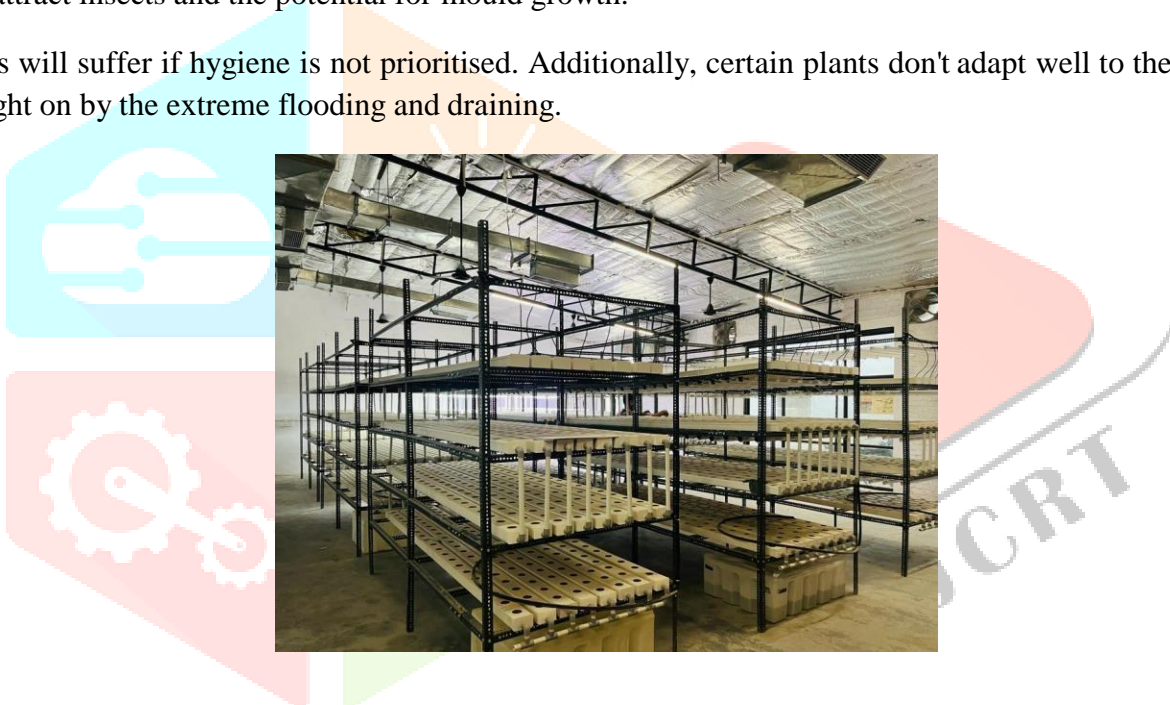 attract insects and the potential for mould growth.
s will suffer if hygiene is not prioritised. Additionally, certain plants don't adapt well to the
ght on by the extreme flooding and draining.
JCRT